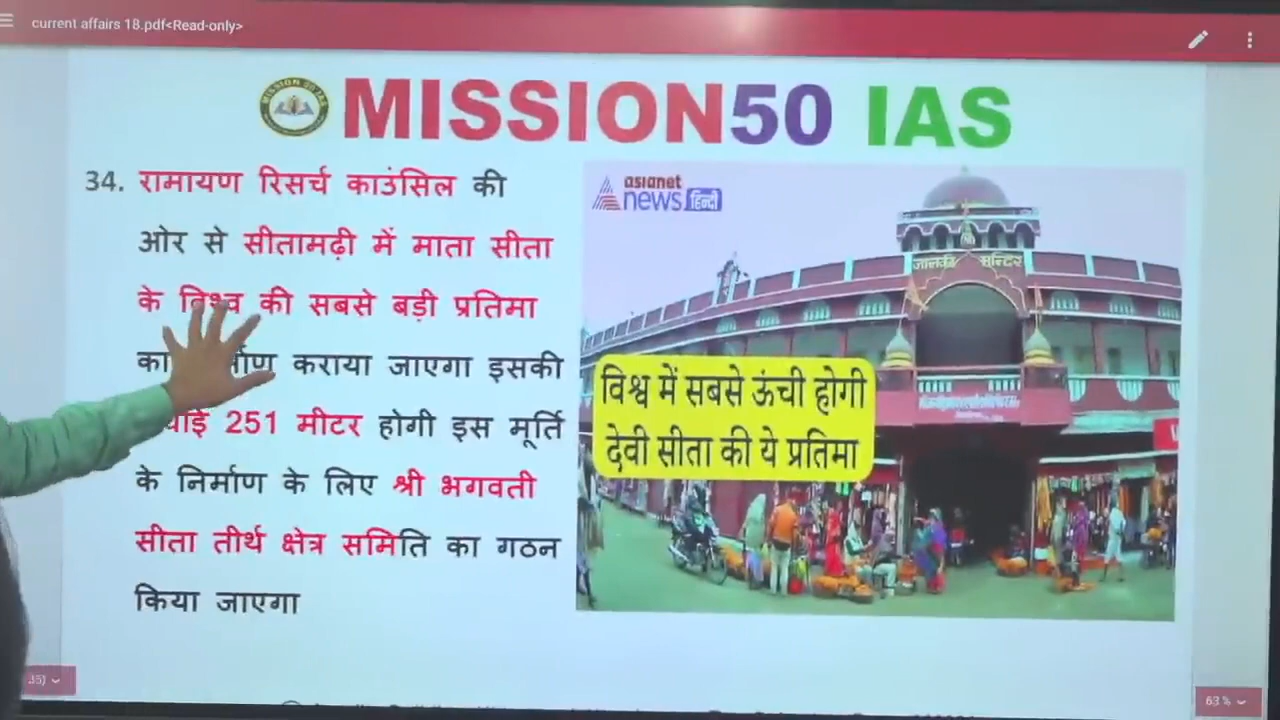 current affairs 18.pdf<Read-only>
MISSION50 IAS
34. रामायण रिसर्च काउंसिल की
ओर से सीतामढ़ी में माता सीता
के विश्व की सबसे बड़ी प्रतिमा
का कराया जाएगा इसकी
251 मीटर होगी इस मूर्ति
के निर्माण के लिए श्री भगवती
सीता तीर्थ क्षेत्र समिति का गठन
किया जाएगा
asianet
news हिन्दी
जानकी मन्दिर
विश्व में सबसे ऊंची होगी
देवी सीता की ये प्रतिमा
35)
63 %